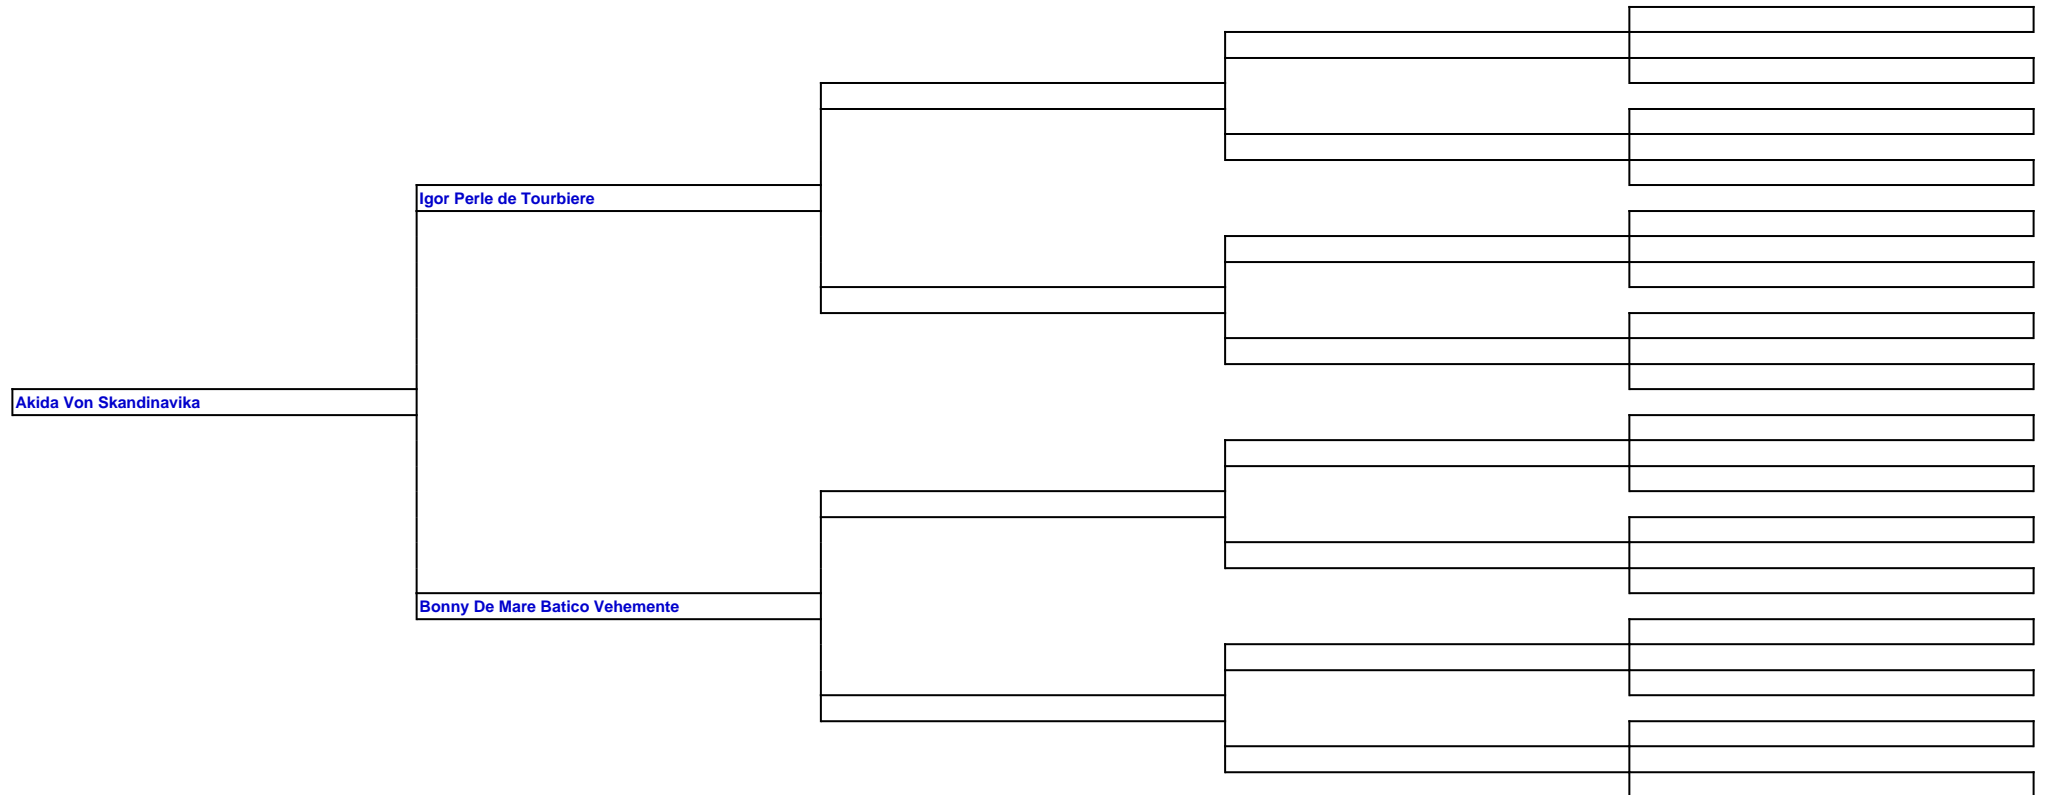 Igor Perle de Tourbiere
Akida Von Skandinavika
Bonny De Mare Batico Vehemente